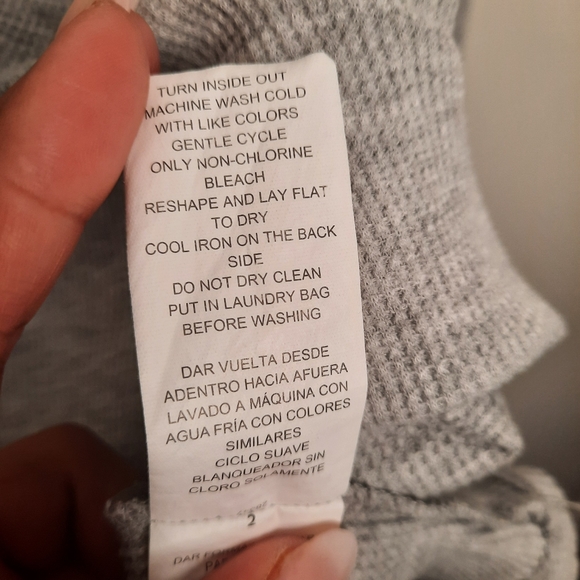 TURN INSIDE OUT
MACHINE WASH COLD
WITH LIKE COLORS
GENTLE CYCLE
ONLY NON-CHLORINE
BLEACH
RESHAPE AND LAY FLAT
TO DRY
COOL IRON ON THE BACK
SIDE
DO NOT DRY CLEAN
PUT IN LAUNDRY BAG
BEFORE WASHING
DAR VUELTA DESDE
ADENTRO HACIA AFUERA
LAVADO A MÁQUINA CON
AGUA FRÍA CON COLORES
SIMILARES
CICLO SUAVE
BLANQUEADOR SIN
CLORO SOLAMENTE
2
DAR